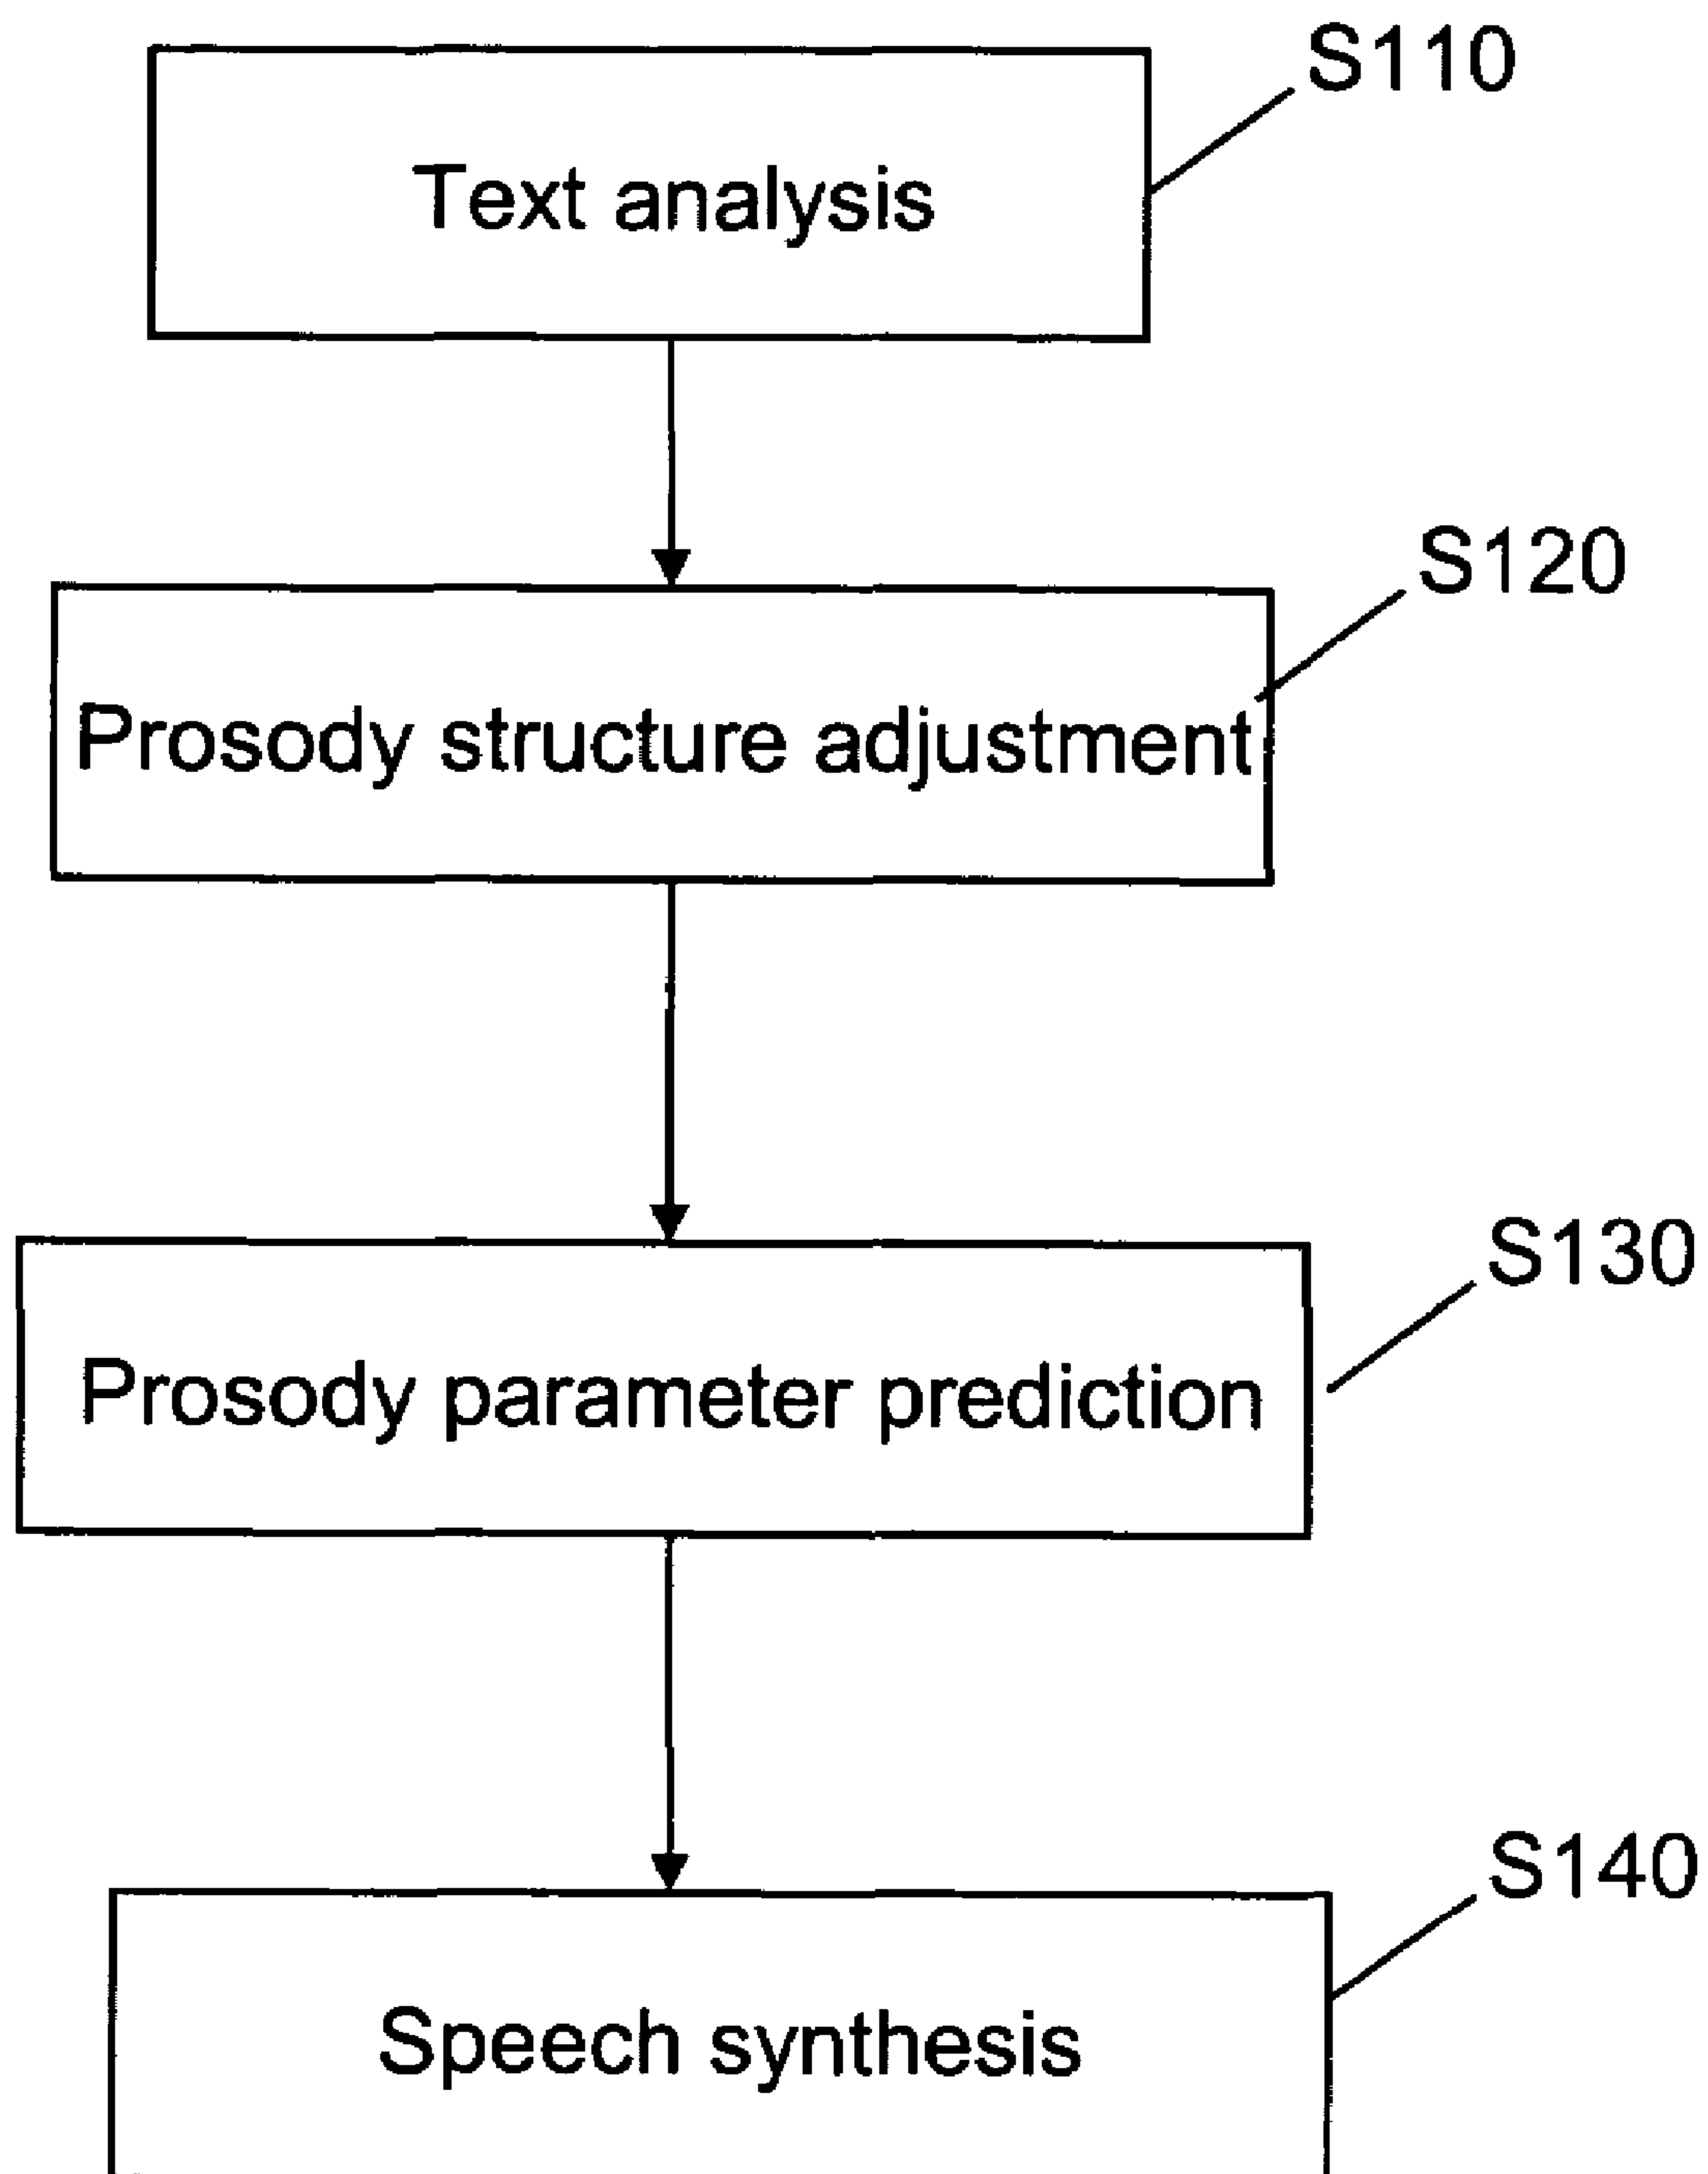 S110
Text analysis
S120
Prosody structure adjustment
S130
Prosody parameter prediction
S140
Speech synthesis